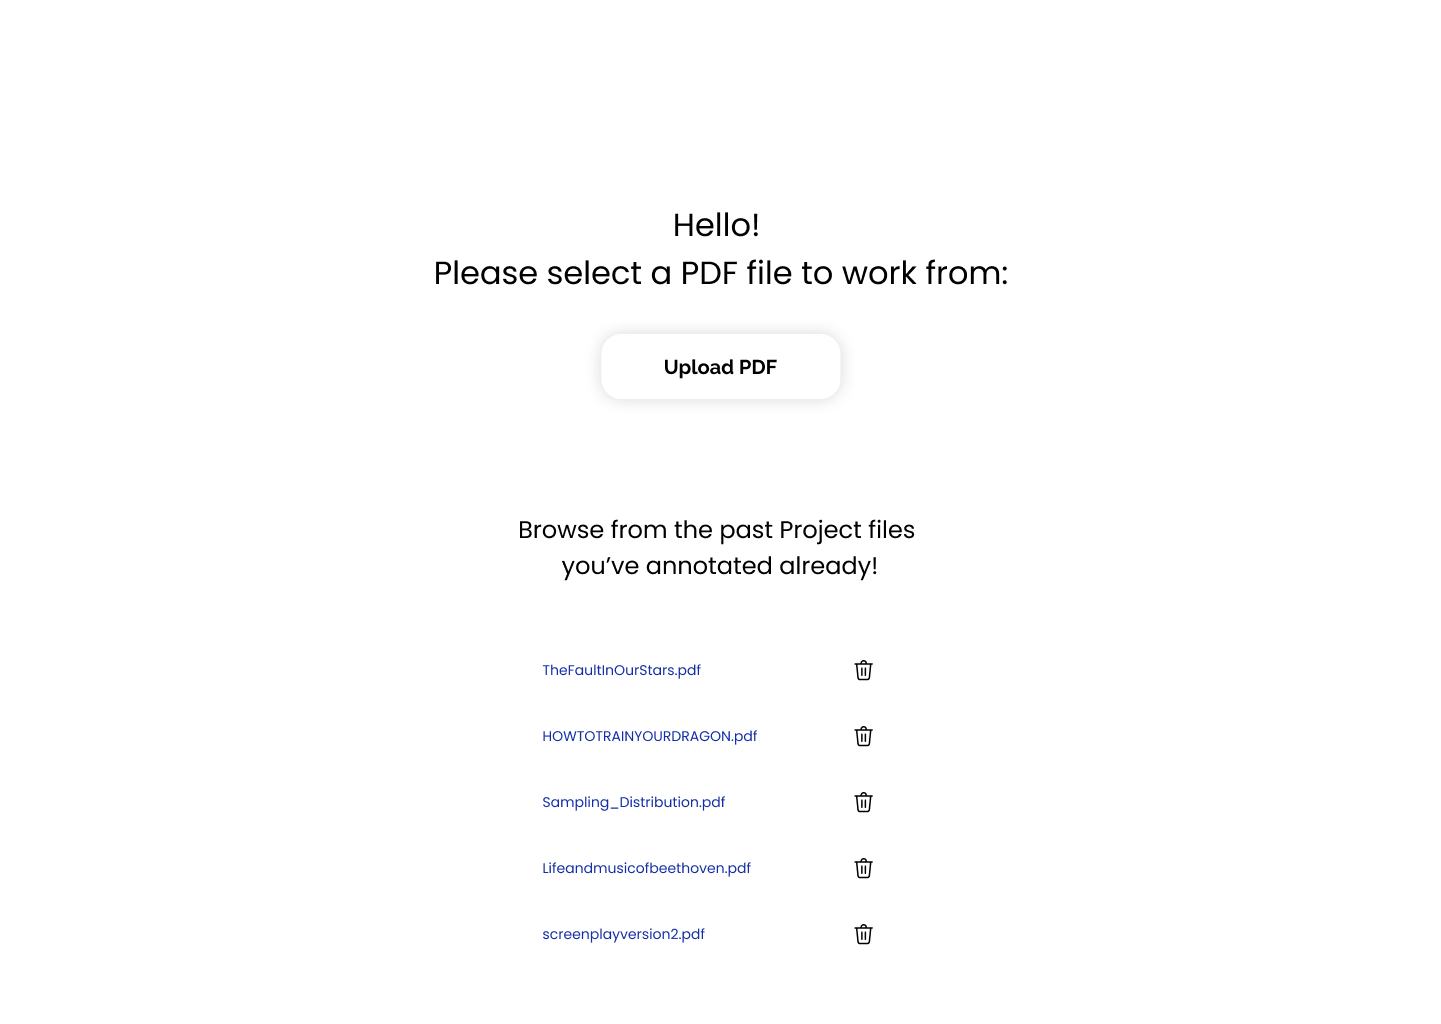 Hello!
Please select a PDF file to work from:
Upload PDF
Browse from the past Project files
you’ve annotated already!
TheFaultInOurStars.pdf
HOWTOTRAINYOURDRAGON.pdf
Sampling_Distribution.pdf
Lifeandmusicofbeethoven.pdf
screenplayversion2.pdf